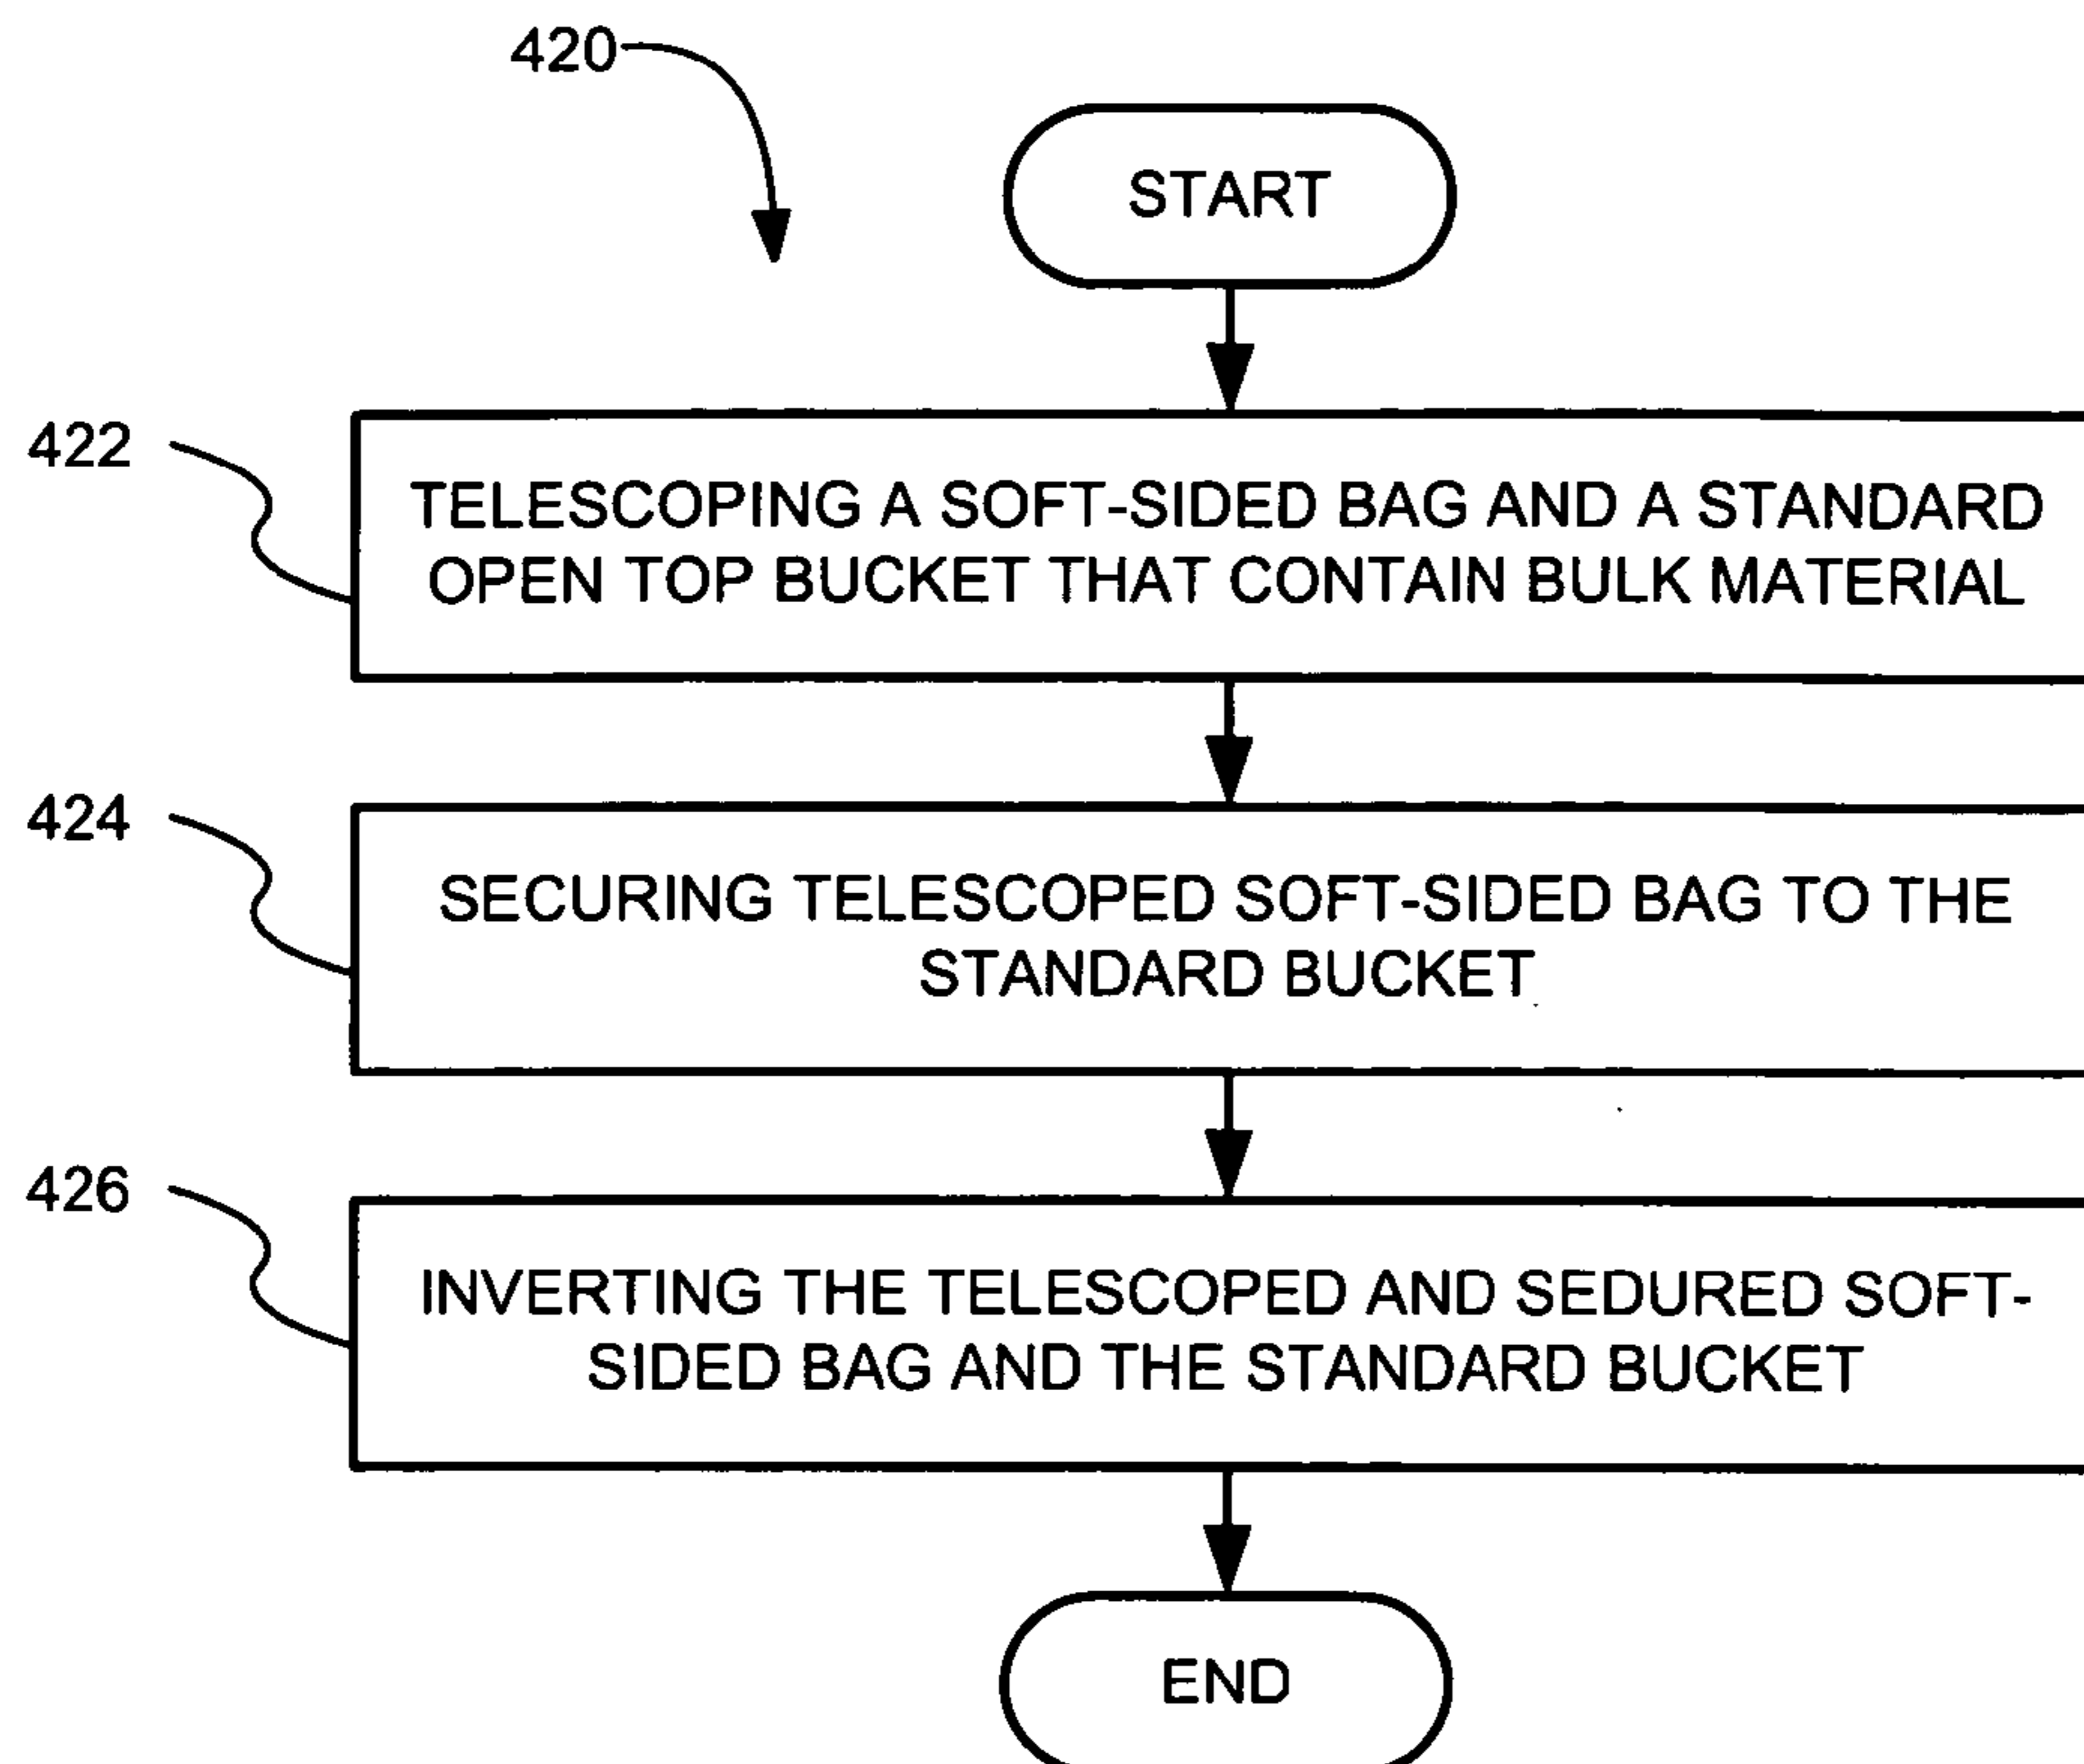 420
START
422
TELESCOPING A SOFT-SIDED BAG AND A STANDARD
OPEN TOP BUCKET THAT CONTAIN BULK MATERIAL
424
SECURING TELESCOPED SOFT-SIDED BAG TO THE
STANDARD BUCKET
426
INVERTING THE TELESCOPED AND SEDURED SOFT-
SIDED BAG AND THE STANDARD BUCKET
END